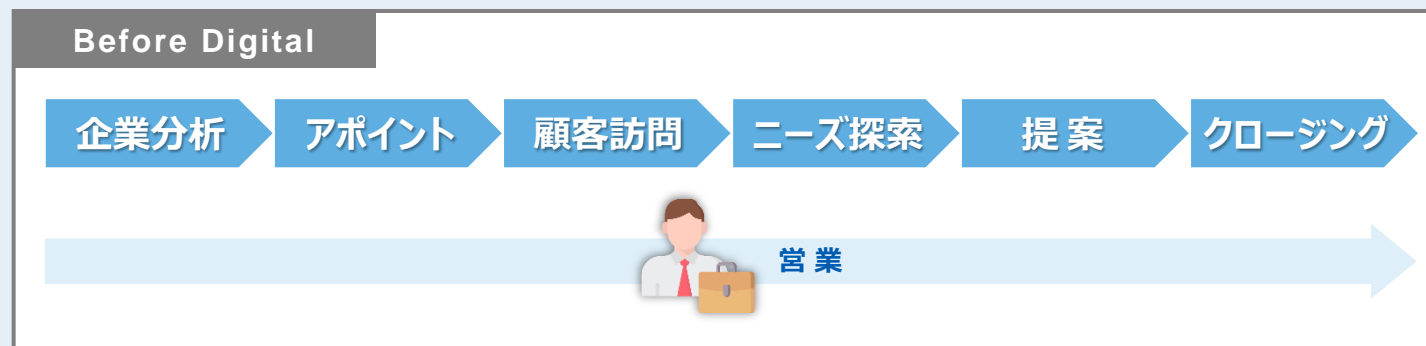 Before Digital
企業分析
アポイント
顧客訪問
ニーズ探索
提案
クロージング
営業